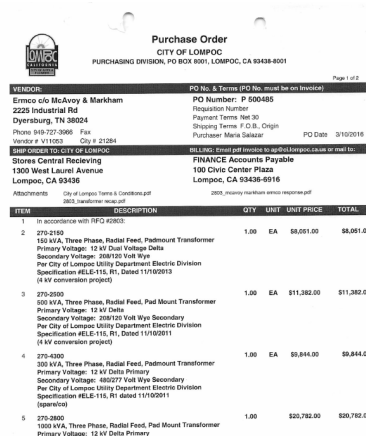 LOMPOC
CALIFORNIA
Purchase Order
CITY OF LOMPOC
PURCHASING DIVISION, PO BOX 8001, LOMPOC, CA 93438-8001
Page 1 of 2
VENDOR:
PO No. & Terms (PO No. must be on Invoice)
Ermco c/o McAvoy & Markham
2225 Industrial Rd
Dyersburg, TN 38024
Phone 949-727-3966 Fax
Vendor # V11053 City # 21284
PO Number: P 500485
Requisition Number
Payment Terms Net 30
Shipping Terms F.O.B., Origin
Purchaser Maria Salazar PO Date 3/10/2016
SHIP ORDER TO: CITY OF LOMPOC
BILLING: Email pdf invoice to ap@ci.lompoc.ca.us or mail to:
Stores Central Recieving
1300 West Laurel Avenue
Lompoc, CA 93436
FINANCE Accounts Payable
100 Civic Center Plaza
Lompoc, CA 93436-6916
Attachments City of Lompoc Terms & Conditions.pdf 2803_mcavoy markham ermco response.pdf
2803_transformer recap.pdf
ITEM DESCRIPTION QTY UNIT UNIT PRICE TOTAL
1 In accordance with RFQ #2803:
2 270-2150 1.00 EA $8,051.00 $8,051.0
150 kVA, Three Phase, Radial Feed, Padmount Transformer
Primary Voltage: 12 kV Dual Voltage Delta
Secondary Voltage: 208/120 Volt Wye
Per City of Lompoc Utility Department Electric Division
Specification #ELE-115, R1, Dated 11/10/2013
(4 kV conversion project)
3 270-2500 1.00 EA $11,382.00 $11,382.0
500 kVA, Three Phase, Radial Feed, Pad Mount Transformer
Primary Voltage: 12 kV Delta
Secondary Voltage: 208/120 Volt Wye Secondary
Per City of Lompoc Utility Department Electric Division
Specification #ELE-115, R1, Dated 11/10/2011
(4 kV conversion project)
4 270-4300 1.00 EA $9,844.00 $9,844.0
300 kVA, Three Phase, Radial Feed, Padmount Transformer
Primary Voltage: 12 kV Delta Primary
Secondary Voltage: 480/277 Volt Wye Secondary
Per City of Lompoc Utility Department Electric Division
Specification #ELE-115, R1 dated 11/10/2011
(spare/co)
5 270-2800 1.00 $20,782.00 $20,782.0
1000 kVA, Three Phase, Radial Feed, Pad Mount Transformer
Primary Voltage: 12 kV Delta Primary